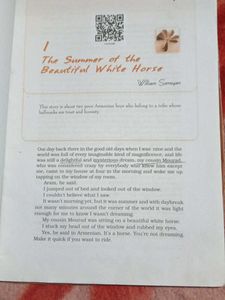 1
The Summer of the
Beautiful White Horse
William Saroyan
This story is about two poor Armenian boys who belong to a tribe whose
hallmarks are trust and honesty.
One day back there in the good old days when I was nine and the
world was full of every imaginable kind of magnificence, and life
was still a delightful and mysterious dream, my cousin Mourad,
who was considered crazy by everybody who knew him except
me, came to my house at four in the morning and woke me up
tapping on the window of my room.
Aram, he said.
I jumped out of bed and looked out of the window.
I couldn't believe what I saw.
It wasn't morning yet, but it was summer and with daybreak
not many minutes around the corner of the world it was light
enough for me to know I wasn't dreaming.
My cousin Mourad was sitting on a beautiful white horse.
I stuck my head out of the window and rubbed my eyes.
Yes, he said in Armenian. It's a horse. You're not dreaming.
Make it quick if you want to ride.